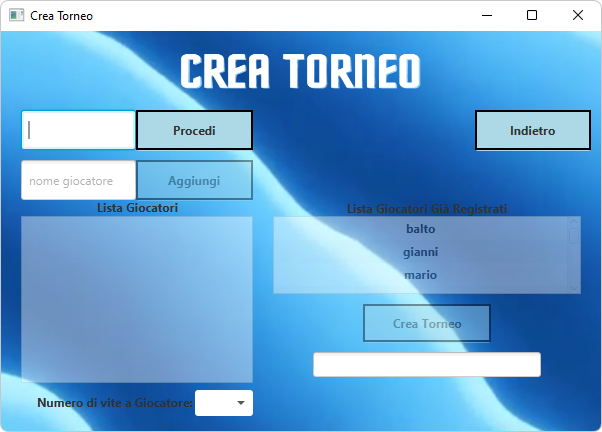 Crea Torneo
CREA TORNEO
Procedi
Indietro
nome giocatore
Aggiungi
Lista Giocatori
Lista Giocatori Già Registrati
balto
gianni
mario
Crea Torneo
Numero di vite a Giocatore: